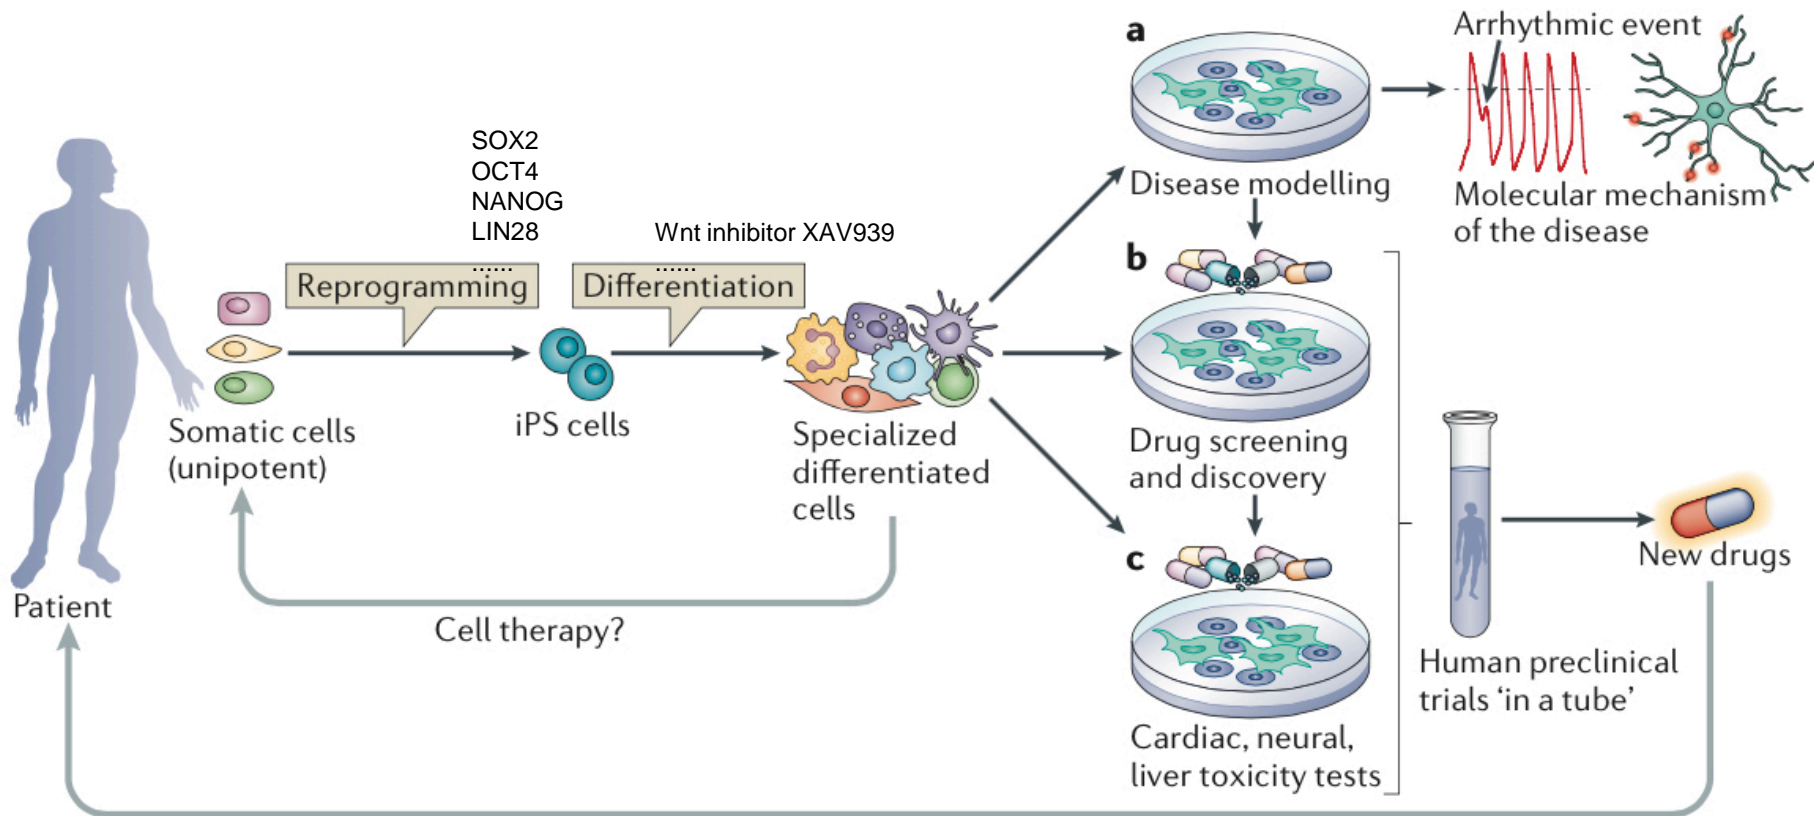 a
Arrhythmic event
Disease modelling
Molecular mechanism
of the disease
SOX2
OCT4
NANOG
LIN28
......
Wnt inhibitor XAV939
......
Reprogramming
Differentiation
Somatic cells
(unipotent)
iPS cells
Specialized
differentiated
cells
Patient
Cell therapy?
b
Drug screening
and discovery
c
Cardiac, neural,
liver toxicity tests
Human preclinical
trials ‘in a tube’
New drugs